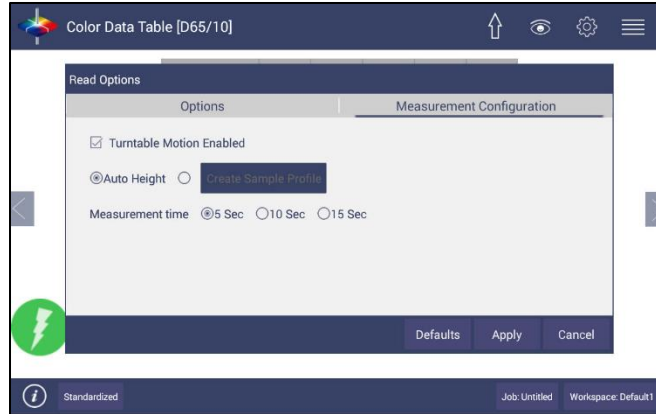 Color Data Table [D65/10]
Read Options
Options
Measurement Configuration
Turntable Motion Enabled
Auto Height
Create Sample Profile
Measurement time 5 Sec 10 Sec 15 Sec
Defaults Apply Cancel
Standardized
Job: Untitled Workspace: Default1